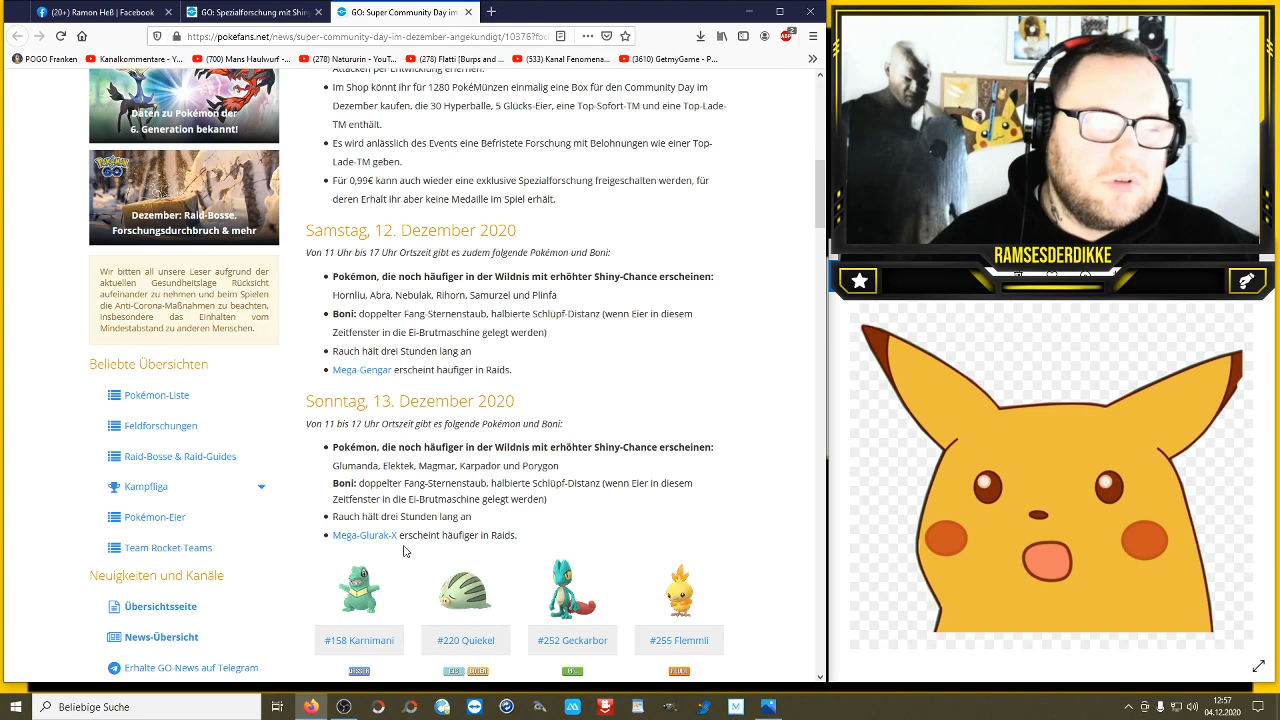 (20+) Ramon Heß | Facebook
GO: Spezialforschung mit Shin
GO: Super Community Day im
https://pokefans.net/news/super-community-day-im-dezember-angekundigt/10376?fbc
2
POGO Franken
Kanalkommentare - Y...
(700) Mans Haulwurf - ...
(278) Natururin - YouT...
(278) Flatti [Burps and ...
(533) Kanal Fenomena...
(3610) GetmyGame - P...
Daten zu Pokémon der
6. Generation bekannt!
POKÉMON GO
Dezember: Raid-Bosse,
Forschungsdurchbruch & mehr
Wir bitten all unsere Leser aufgrund der
aktuellen Gesundheitslage Rücksicht
aufeinander zu nehmen und beim Spielen
die Anti-Corona-Maßnahmen zu beachten,
insbesondere das Einhalten vom
Mindestabstand zu anderen Menschen.
Beliebte Übersichten
Pokémon-Liste
Feldforschungen
Raid-Bosse & Raid-Guides
Kampfliga
Pokémon-Eier
Team Rocket-Teams
Neuigkeiten und Kanäle
Übersichtsseite
News-Übersicht
Erhalte GO-News auf Telegram
Attacken per Entwicklung erlernen.
Im Shop könnt ihr für 1280 PokéMünzen einmalig eine Box für den Community Day im
Dezember kaufen, die 30 Hyperbälle, 5 Glücks-Eier, eine Top-Sofort-TM und eine Top-Lade-
TM enthält.
Es wird anlässlich des Events eine Befristete Forschung mit Belohnungen wie einer Top-
Lade-TM geben.
Für 0,99€ kann auch wieder eine exklusive Spezialforschung freigeschalten werden, für
deren Erhalt ihr aber keine Medaille im Spiel erhält.
Samstag, 12. Dezember 2020
Von 11 Uhr bis 17 Uhr Ortszeit gibt es zudem folgende Pokémon und Boni:
Pokémon, die noch häufiger in der Wildnis mit erhöhter Shiny-Chance erscheinen:
Horniliu, Abra, Nebulak, Rihorn, Samurzel und Plinfa
Boni: doppelter Fang-Sternenstaub, halbierte Schlüpf-Distanz (wenn Eier in diesem
Zeitfenster in die Ei-Brutmaschine gelegt werden)
Rauch hält drei Stunden lang an
Mega-Gengar erscheint häufiger in Raids.
Sonntag, 13. Dezember 2020
Von 11 bis 17 Uhr Ortszeit gibt es folgende Pokémon und Boni:
Pokémon, die noch häufiger in der Wildnis mit erhöhter Shiny-Chance erscheinen:
Glumanda, Elektek, Magmar, Karpador und Porygon
Boni: doppelter Fang-Sternenstaub, halbierte Schlüpf-Distanz (wenn Eier in diesem
Zeitfenster in die Ei-Brutmaschine gelegt werden)
Rauch hält drei Stunden lang an
Mega-Glurak-X erscheint häufiger in Raids.
#158 Karnimani
#220 Quiekel
#252 Geckarbor
#255 Flemmli
RAMSESDERDIKKE
Beliebige Suche
12:57
04.12.2020